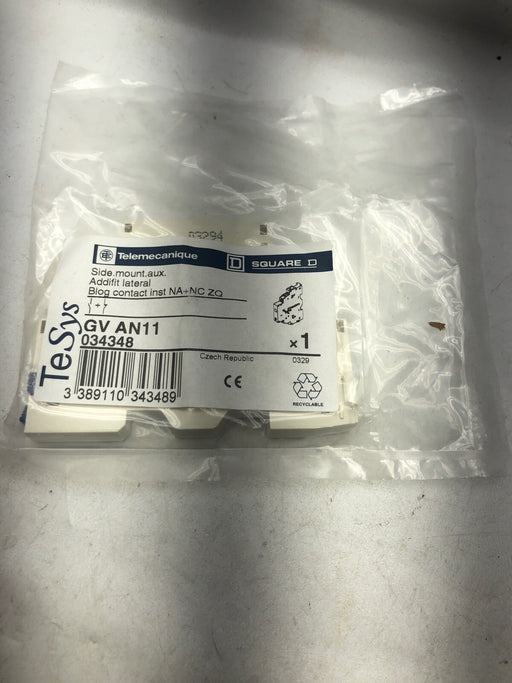 03294
Telemecanique
SQUARE D
Side.mount.aux.
Addifit lateral
Blog contact inst NA+NC ZQ
GV AN11
034348
x 1
Czech Republic
0329
TeSys
3 389110 343489
CE
RECYCLABLE